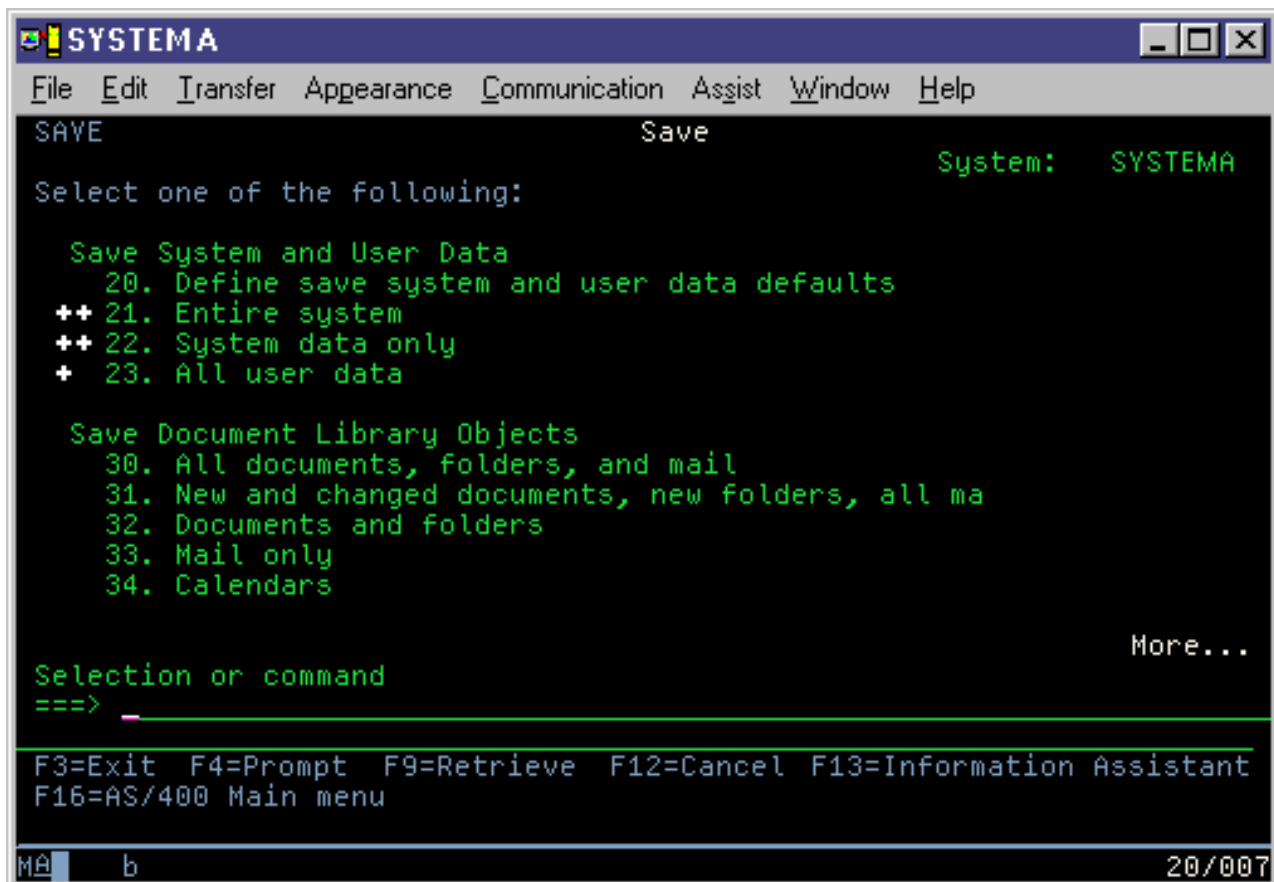 SYSTEMA
File Edit Transfer Appearance Communication Assist Window Help
SAVE Save
System: SYSTEMA
Select one of the following:
Save System and User Data
20. Define save system and user data defaults
++ 21. Entire system
++ 22. System data only
+ 23. All user data
Save Document Library Objects
30. All documents, folders, and mail
31. New and changed documents, new folders, all ma
32. Documents and folders
33. Mail only
34. Calendars
More...
Selection or command
===> _
F3=Exit F4=Prompt F9=Retrieve F12=Cancel F13=Information Assistant
F16=AS/400 Main menu
MA b 20/007